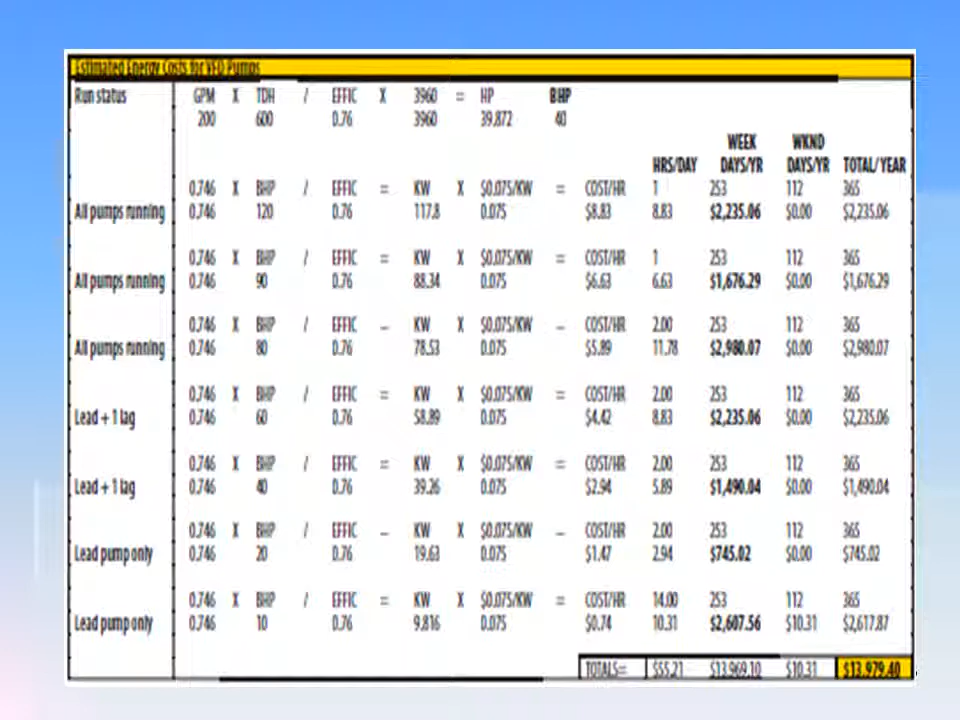 Estimated Energy Costs for VFD Pumps
Run status GPM X TDH / EFFIC X 3960 = HP BHP
200 600 0.76 3960 39.872 40
WEEK WKND
HRS/DAY DAYS/YR DAYS/YR TOTAL/YEAR
0.746 X BHP / EFFIC = KW X $0.075/KW = COST/HR 1 253 112 365
All pumps running 0.746 120 0.76 117.8 0.075 $8.83 8.83 $2,235.06 $0.00 $2,235.06
0.746 X BHP / EFFIC = KW X $0.075/KW = COST/HR 1 253 112 365
All pumps running 0.746 90 0.76 88.34 0.075 $6.63 6.63 $1,676.29 $0.00 $1,676.29
0.746 X BHP / EFFIC – KW X $0.075/KW – COST/HR 2.00 253 112 365
All pumps running 0.746 80 0.76 78.53 0.075 $5.89 11.78 $2,980.07 $0.00 $2,980.07
0.746 X BHP / EFFIC = KW X $0.075/KW = COST/HR 2.00 253 112 365
Lead + 1 lag 0.746 60 0.76 58.89 0.075 $4.42 8.83 $2,235.06 $0.00 $2,235.06
0.746 X BHP / EFFIC = KW X $0.075/KW = COST/HR 2.00 253 112 365
Lead + 1 lag 0.746 40 0.76 39.26 0.075 $2.94 5.89 $1,490.04 $0.00 $1,490.04
0.746 X BHP / EFFIC – KW X $0.075/KW – COST/HR 2.00 253 112 365
Lead pump only 0.746 20 0.76 19.63 0.075 $1.47 2.94 $745.02 $0.00 $745.02
0.746 X BHP / EFFIC = KW X $0.075/KW = COST/HR 14.00 253 112 365
Lead pump only 0.746 10 0.76 9.816 0.075 $0.74 10.31 $2,607.56 $10.31 $2,617.87
TOTALS= $55.21 $13,969.10 $10.31 $13,979.40